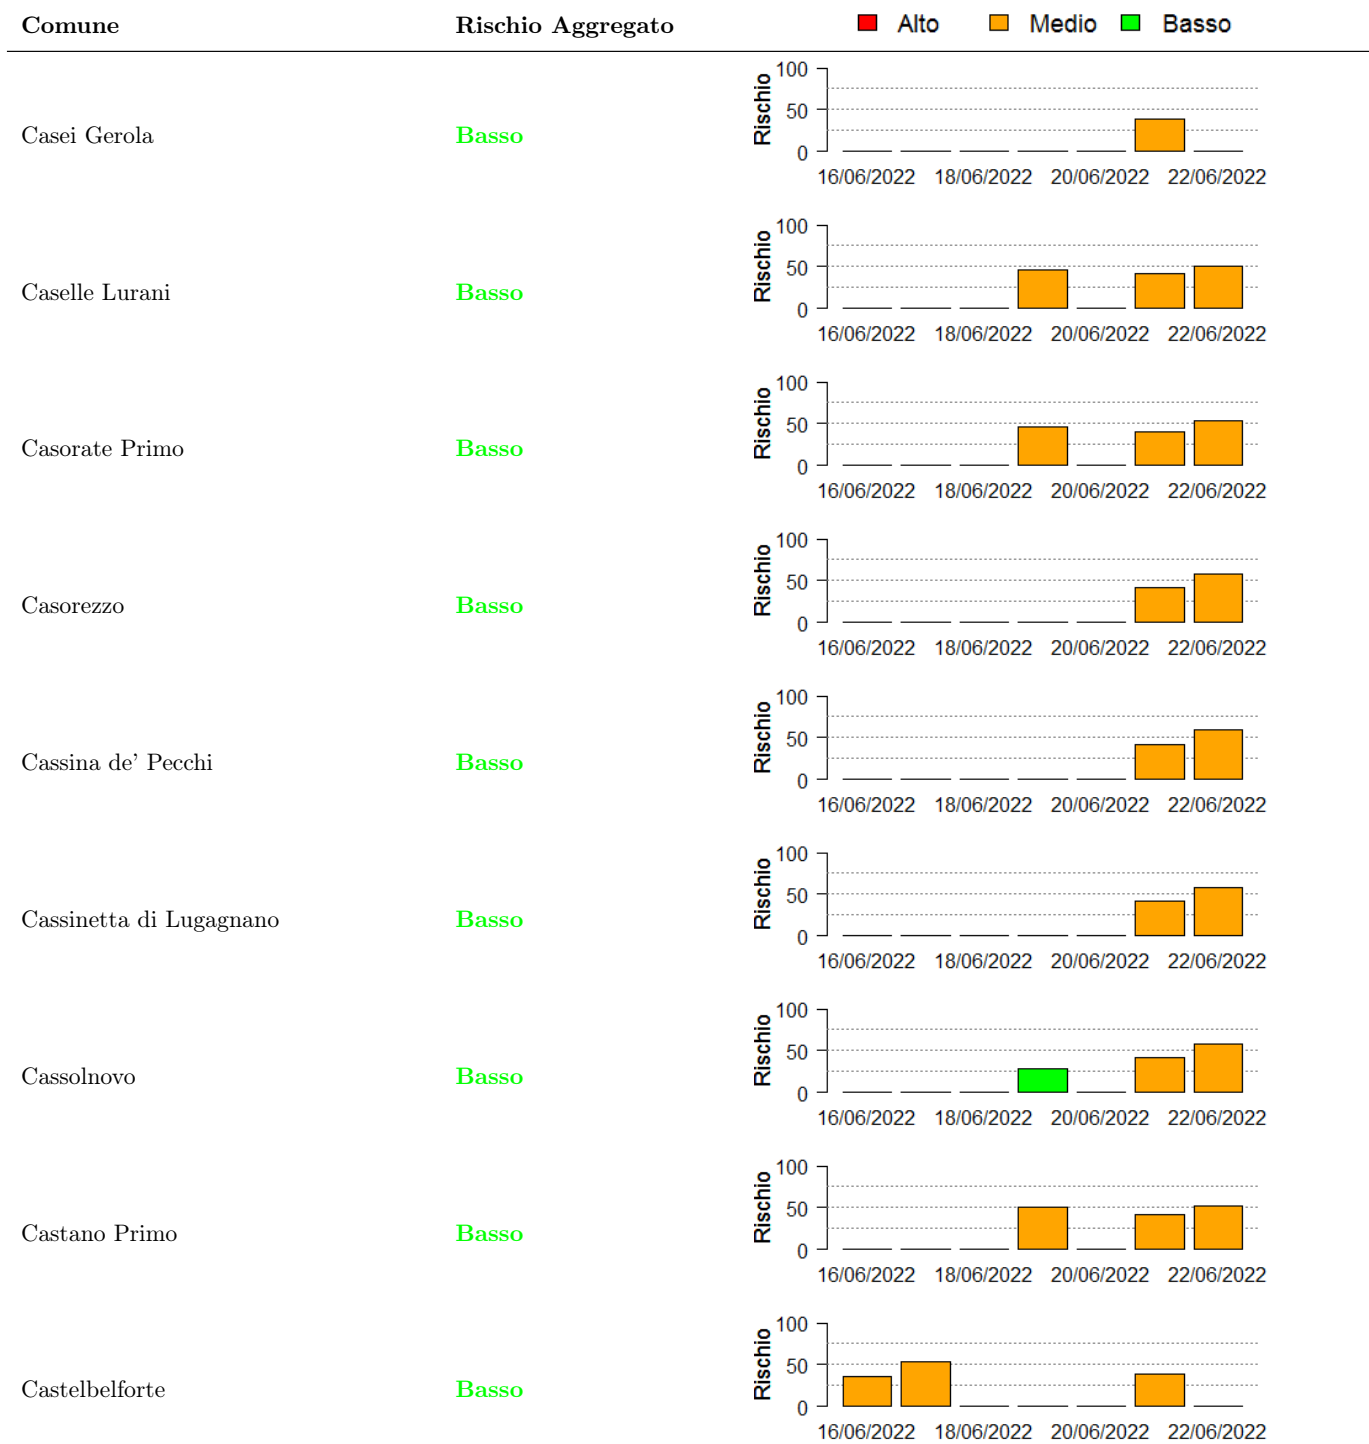 Comune Rischio Aggregato Alto Medio Basso
100
50
0
Rischio
Casei Gerola Basso
16/06/2022 18/06/2022 20/06/2022 22/06/2022
100
50
0
Rischio
Caselle Lurani Basso
16/06/2022 18/06/2022 20/06/2022 22/06/2022
100
50
0
Rischio
Casorate Primo Basso
16/06/2022 18/06/2022 20/06/2022 22/06/2022
100
50
0
Rischio
Casorezzo Basso
16/06/2022 18/06/2022 20/06/2022 22/06/2022
100
50
0
Rischio
Cassina de’ Pecchi Basso
16/06/2022 18/06/2022 20/06/2022 22/06/2022
100
50
0
Rischio
Cassinetta di Lugagnano Basso
16/06/2022 18/06/2022 20/06/2022 22/06/2022
100
50
0
Rischio
Cassolnovo Basso
16/06/2022 18/06/2022 20/06/2022 22/06/2022
100
50
0
Rischio
Castano Primo Basso
16/06/2022 18/06/2022 20/06/2022 22/06/2022
100
50
0
Rischio
Castelbelforte Basso
16/06/2022 18/06/2022 20/06/2022 22/06/2022